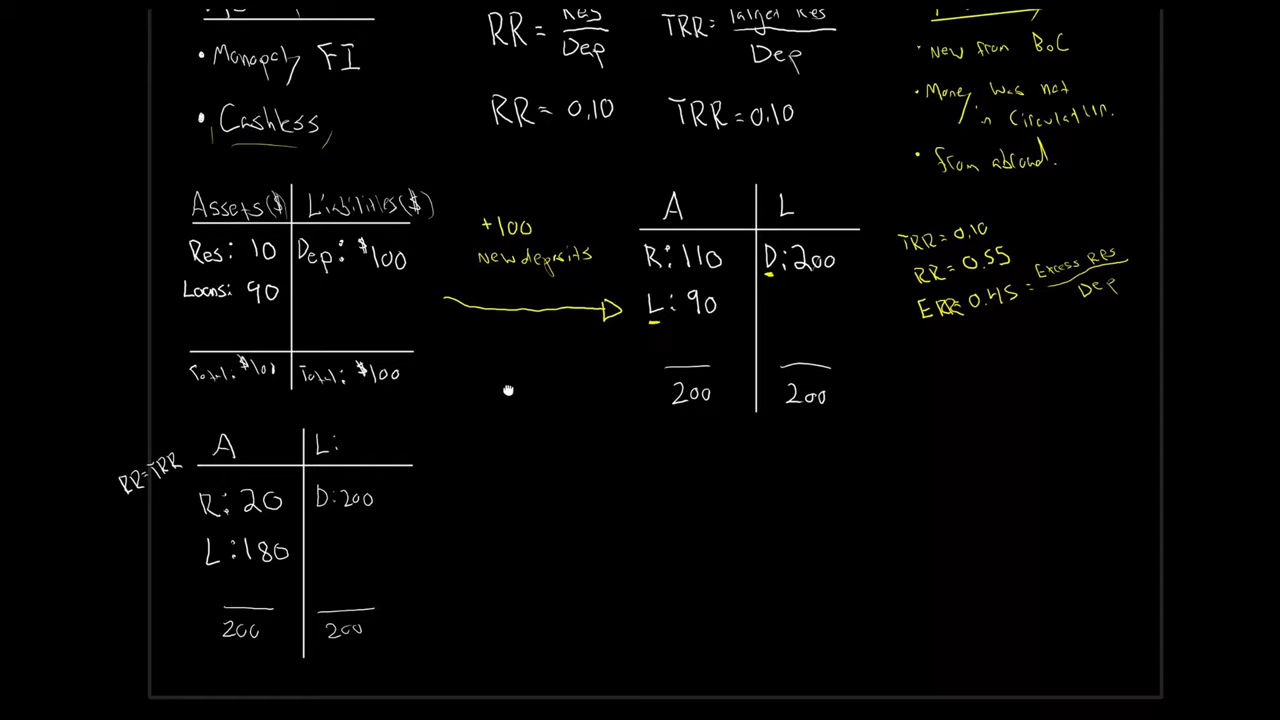 • Monopoly FI
• Cashless
RR = Res / Dep
TRR = Target Res / Dep
RR = 0.10
TRR = 0.10
• New from BoC
• Money was not
in
• from abroad.
Assets($) Liabilities($)
Res: 10 Dep: $100
Loans: 90
Total: $100 Total: $100
+100
new deposits
A L
R: 110 D: 200
L: 90
200 200
TRR = 0.10
RR = 0.55
ERR = 0.45 = Excess Res / Dep
RR=TRR
A L:
R: 20 D: 200
L: 180
200 200